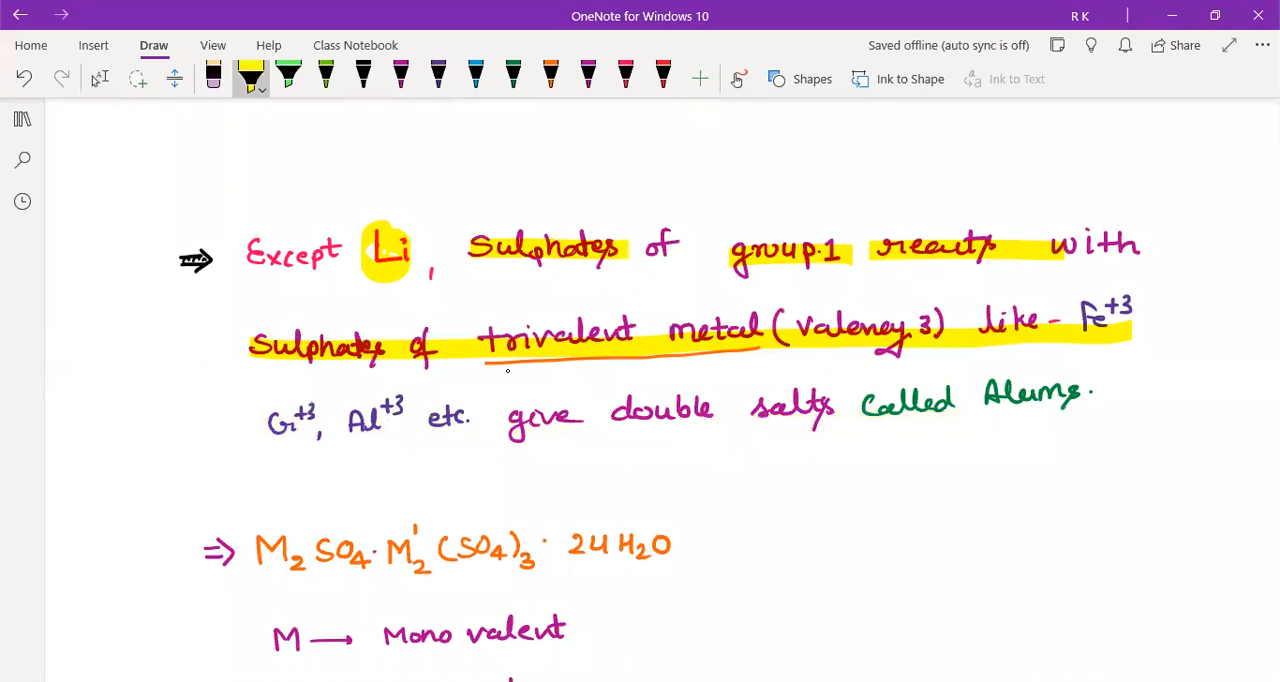 OneNote for Windows 10
R K
Home Insert Draw View Help Class Notebook
Saved offline (auto sync is off) Share
Shapes Ink to Shape Ink to Text
Except Li, Sulphates of group.1 reacts with
Sulphates of trivalent metal (valency 3) like - Fe+3
Cr+3, Al+3 etc. give double salts called Alums.
⇒ M2SO4·M'2(SO4)3·24H2O
M → Mono valent